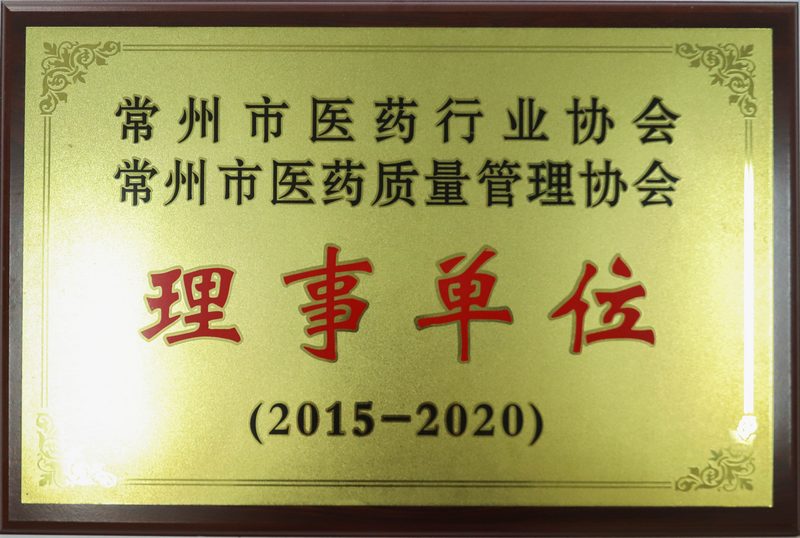 常州市医药行业协会
常州市医药质量管理协会
理事单位
(2015-2020)